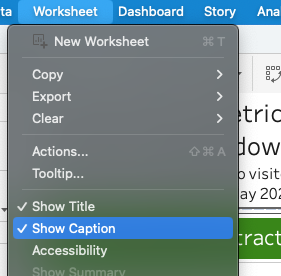 ta Worksheet Dashboard Story Ana
New Worksheet ⌘T
Copy
Export
Clear
Actions... ⇧⌘A
Tooltip...
✓ Show Title
✓ Show Caption
Accessibility
Show Summary
etric
dow
o visit
ay 202
tract